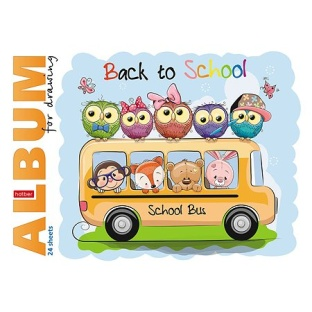 Back to School
ALBUM
for drawing
hatber
24 sheets
School Bus